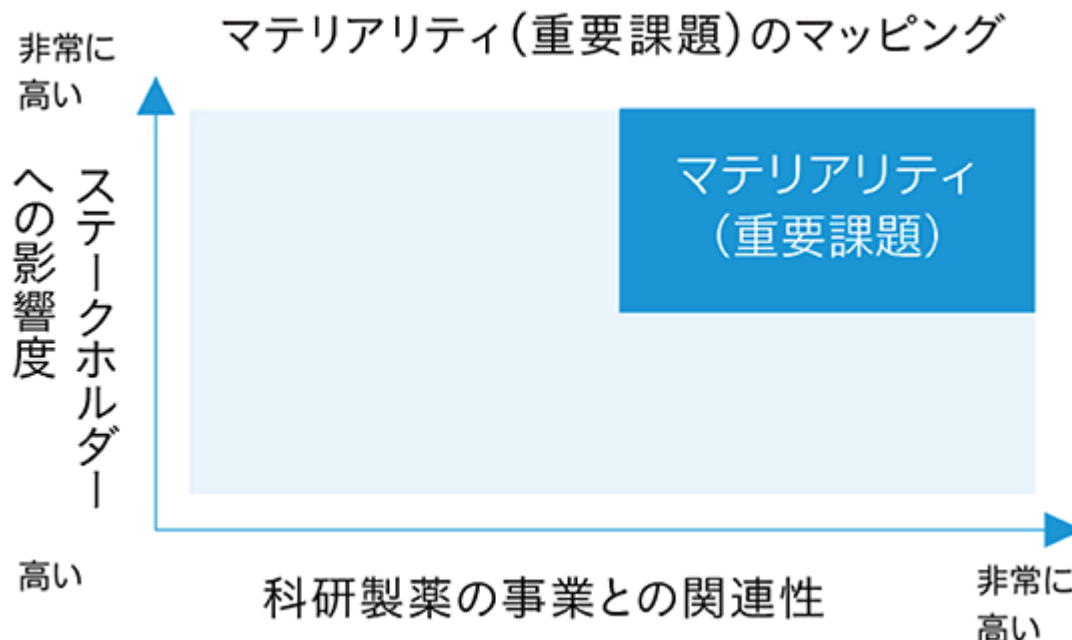 マテリアリティ(重要課題)のマッピング
非常に
高い
ステークホルダー
への影響度
マテリアリティ
(重要課題)
高い
科研製薬の事業との関連性
非常に
高い